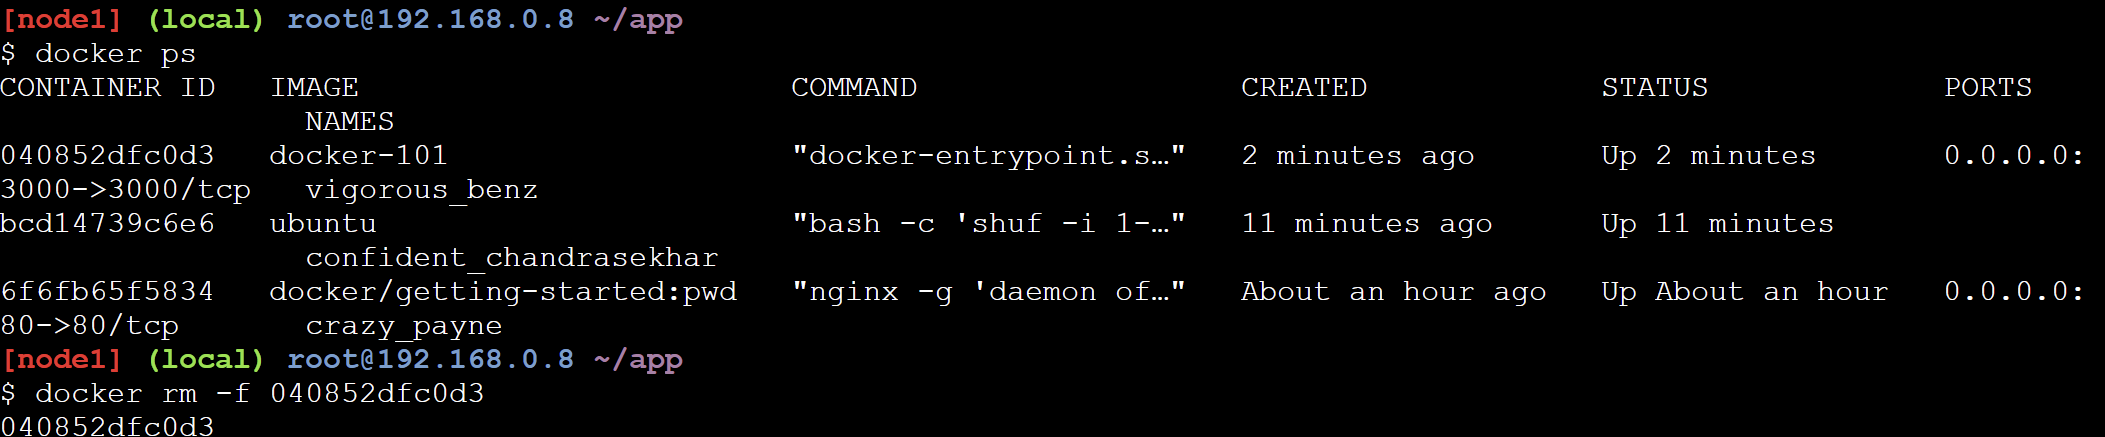 [node1] (local) root@192.168.0.8 ~/app
$ docker ps
CONTAINER ID   IMAGE                         COMMAND                  CREATED             STATUS             PORTS
                 NAMES
040852dfc0d3   docker-101                    "docker-entrypoint.s…"   2 minutes ago       Up 2 minutes       0.0.0.0:
3000->3000/tcp   vigorous_benz
bcd14739c6e6   ubuntu                        "bash -c 'shuf -i 1-…"   11 minutes ago      Up 11 minutes
                 confident_chandrasekhar
6f6fb65f5834   docker/getting-started:pwd    "nginx -g 'daemon of…"   About an hour ago   Up About an hour   0.0.0.0:
80->80/tcp       crazy_payne
[node1] (local) root@192.168.0.8 ~/app
$ docker rm -f 040852dfc0d3
040852dfc0d3